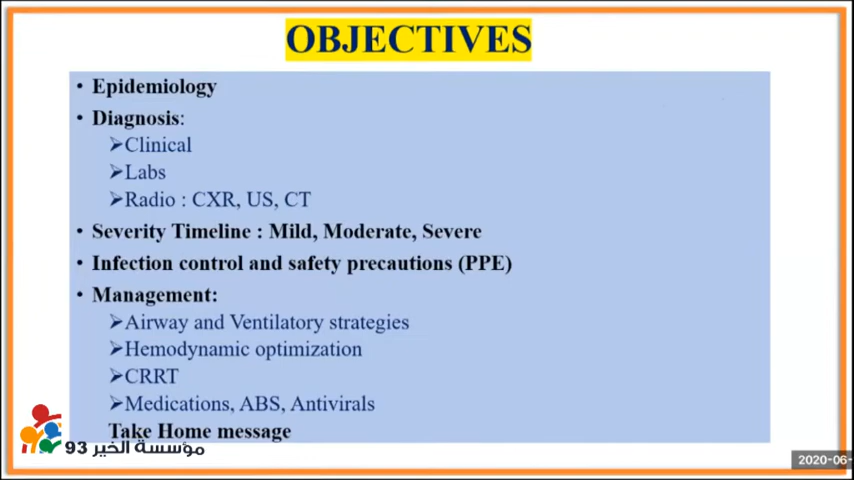 OBJECTIVES
• Epidemiology
• Diagnosis:
➢Clinical
➢Labs
➢Radio : CXR, US, CT
• Severity Timeline : Mild, Moderate, Severe
• Infection control and safety precautions (PPE)
• Management:
➢Airway and Ventilatory strategies
➢Hemodynamic optimization
➢CRRT
➢Medications, ABS, Antivirals
Take Home message
مؤسسة الخير 93
2020-06-